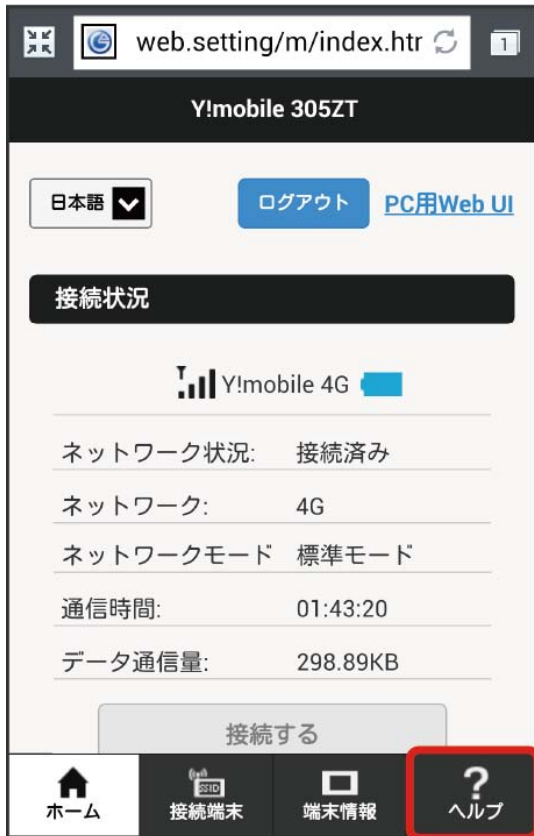 web.setting/m/index.htr
1
Y!mobile 305ZT
日本語
ログアウト
PC用Web UI
接続状況
Y!mobile 4G
ネットワーク状況: 接続済み
ネットワーク: 4G
ネットワークモード 標準モード
通信時間: 01:43:20
データ通信量: 298.89KB
接続する
SSID
ホーム 接続端末 端末情報 ヘルプ